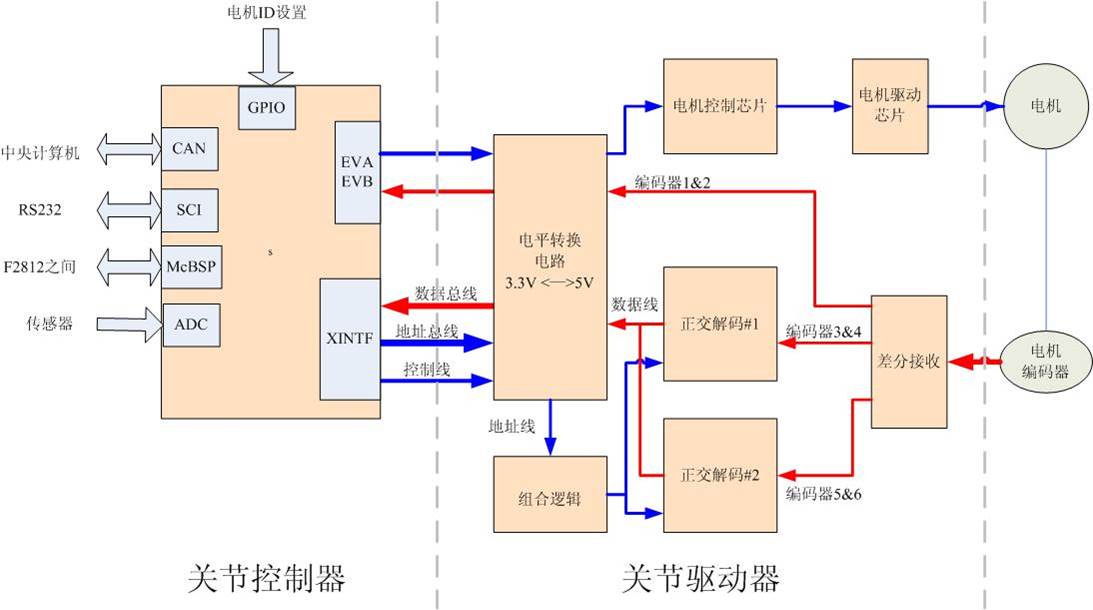 电机ID设置
GPIO
中央计算机
CAN
RS232
SCI
F2812之间
McBSP
传感器
ADC
s
EVA
EVB
XINTF
数据总线
地址总线
控制线
电平转换
电路
3.3V <—>5V
地址线
组合逻辑
电机控制芯片
电机驱动
芯片
电机
编码器1&2
数据线
正交解码#1
编码器3&4
差分接收
电机
编码器
正交解码#2
编码器5&6
关节控制器
关节驱动器